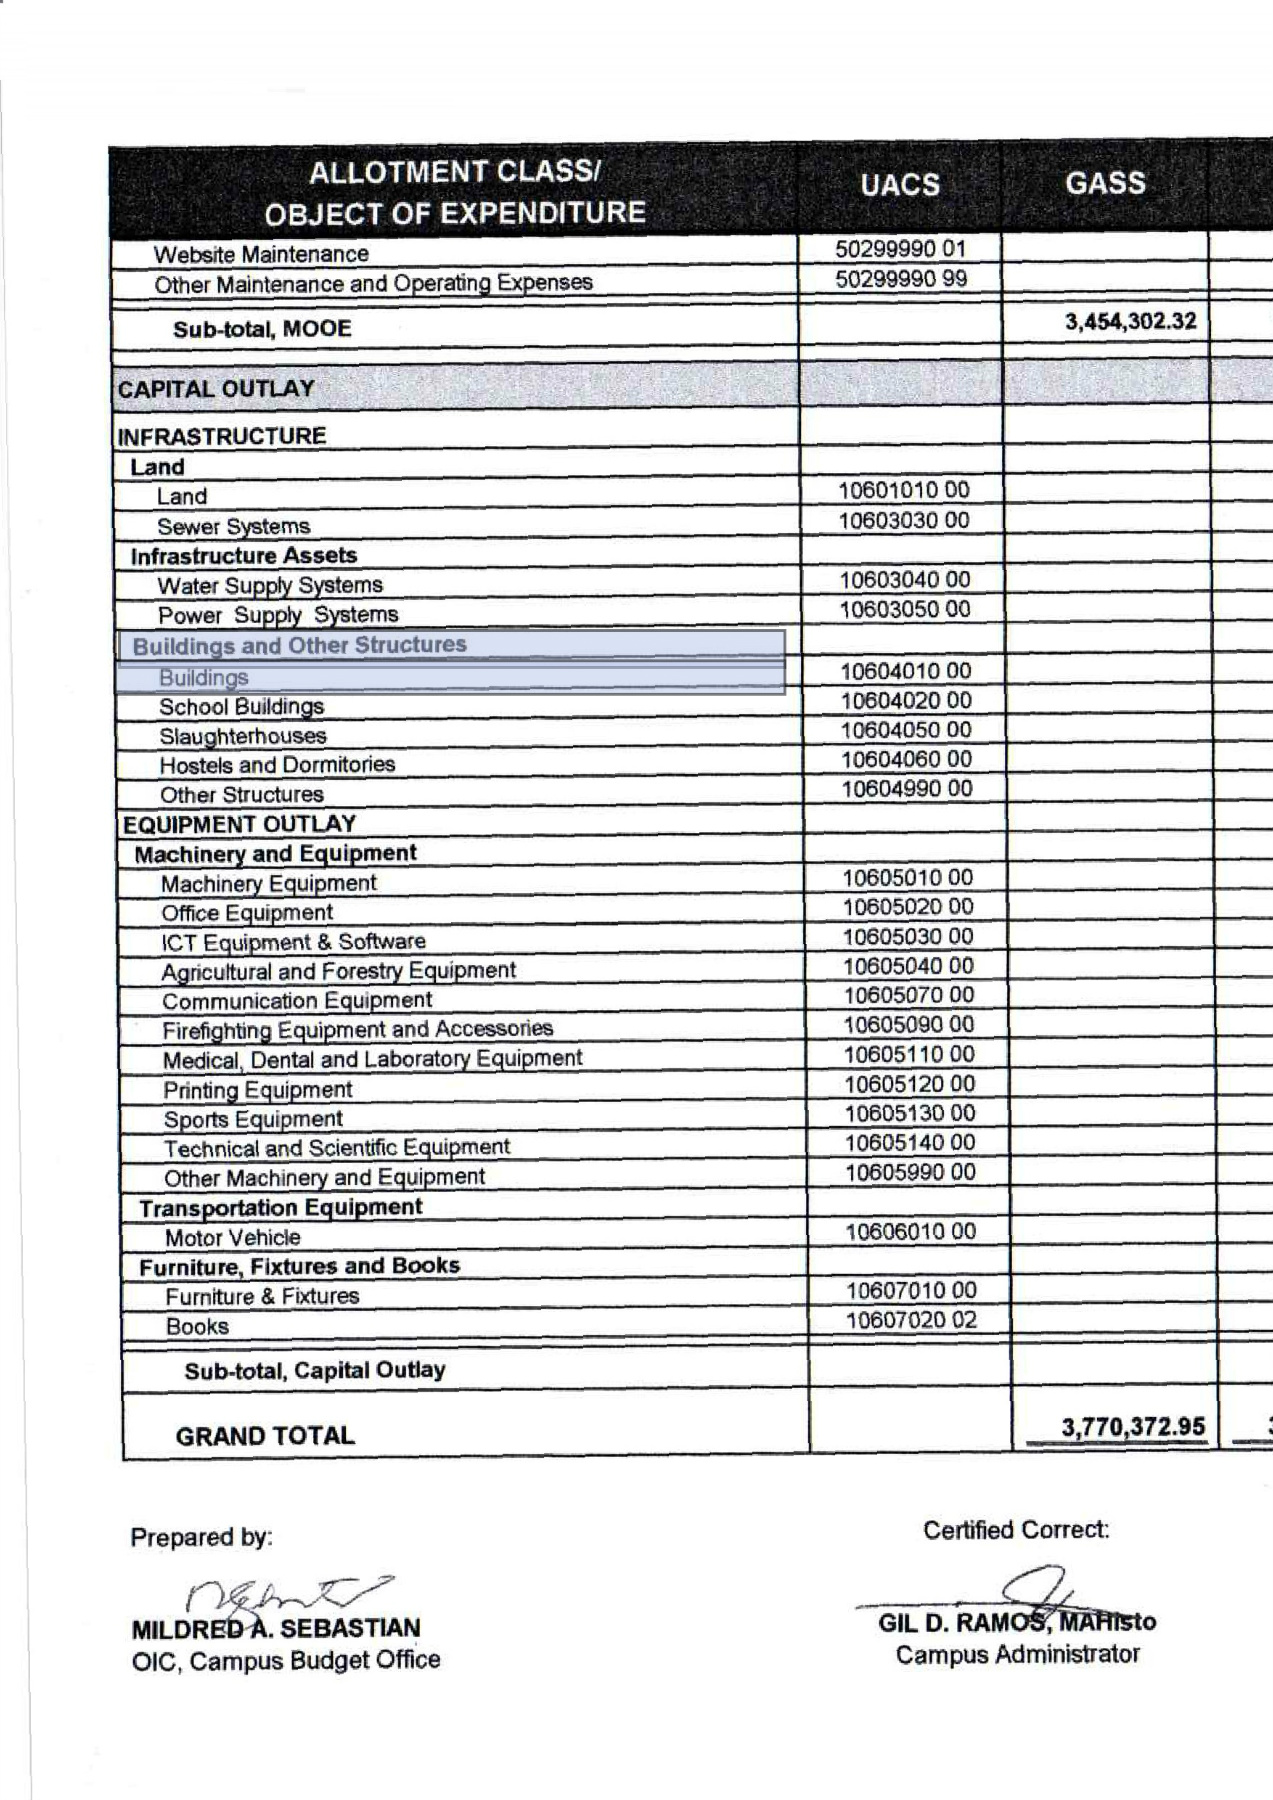 ALLOTMENT CLASS/
OBJECT OF EXPENDITURE UACS GASS
Website Maintenance 50299990 01
Other Maintenance and Operating Expenses 50299990 99
Sub-total, MOOE 3,454,302.32
CAPITAL OUTLAY
INFRASTRUCTURE
Land
Land 10601010 00
Sewer Systems 10603030 00
Infrastructure Assets
Water Supply Systems 10603040 00
Power Supply Systems 10603050 00
Buildings and Other Structures
Buildings 10604010 00
School Buildings 10604020 00
Slaughterhouses 10604050 00
Hostels and Dormitories 10604060 00
Other Structures 10604990 00
EQUIPMENT OUTLAY
Machinery and Equipment
Machinery Equipment 10605010 00
Office Equipment 10605020 00
ICT Equipment & Software 10605030 00
Agricultural and Forestry Equipment 10605040 00
Communication Equipment 10605070 00
Firefighting Equipment and Accessories 10605090 00
Medical, Dental and Laboratory Equipment 10605110 00
Printing Equipment 10605120 00
Sports Equipment 10605130 00
Technical and Scientific Equipment 10605140 00
Other Machinery and Equipment 10605990 00
Transportation Equipment
Motor Vehicle 10606010 00
Furniture, Fixtures and Books
Furniture & Fixtures 10607010 00
Books 10607020 02
Sub-total, Capital Outlay
GRAND TOTAL 3,770,372.95
Prepared by: Certified Correct:
MILDRED A. SEBASTIAN GIL D. RAMOS, MAHisto
OIC, Campus Budget Office Campus Administrator